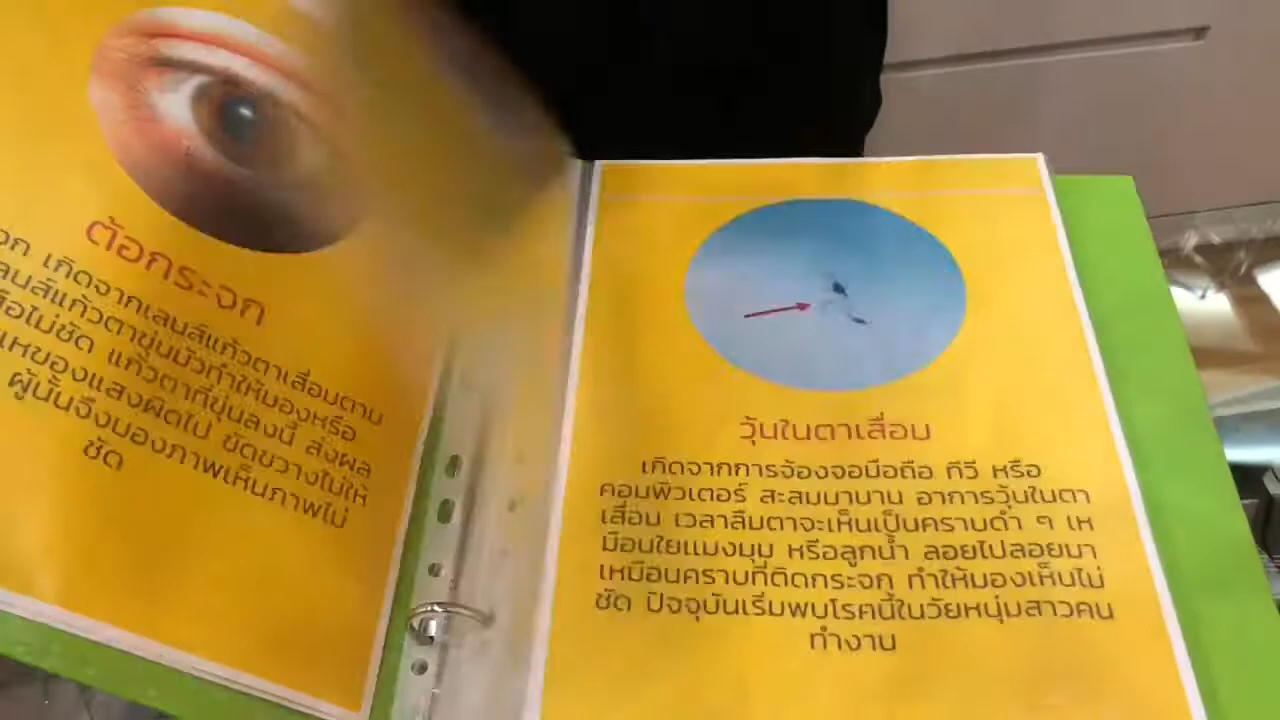 ต้อกระจก
จก เกิดจากเลนส์แก้วตาเสื่อมตาม
ลนส์แก้วตาขุ่นมัวทำให้มองหรือ
ไม่ชัด แก้วตาที่ขุ่นลงนี้ ส่งผล
เหของแสงผิดไป ขัดขวางไม่ให้
ผู้นั้นจึงมองภาพเห็นภาพไม่
ชัด
วุ้นในตาเสื่อม
เกิดจากการจ้องจอมือถือ ทีวี หรือ
คอมพิวเตอร์ สะสมมานาน อาการวุ้นในตา
เสื่อม เวลาลืมตาจะเห็นเป็นคราบดำ ๆ เห
มือนใยแมงมุม หรือลูกน้ำ ลอยไปลอยมา
เหมือนคราบที่ติดกระจก ทำให้มองเห็นไม่
ชัด ปัจจุบันเริ่มพบโรคนี้ในวัยหนุ่มสาวคน
ทำงาน